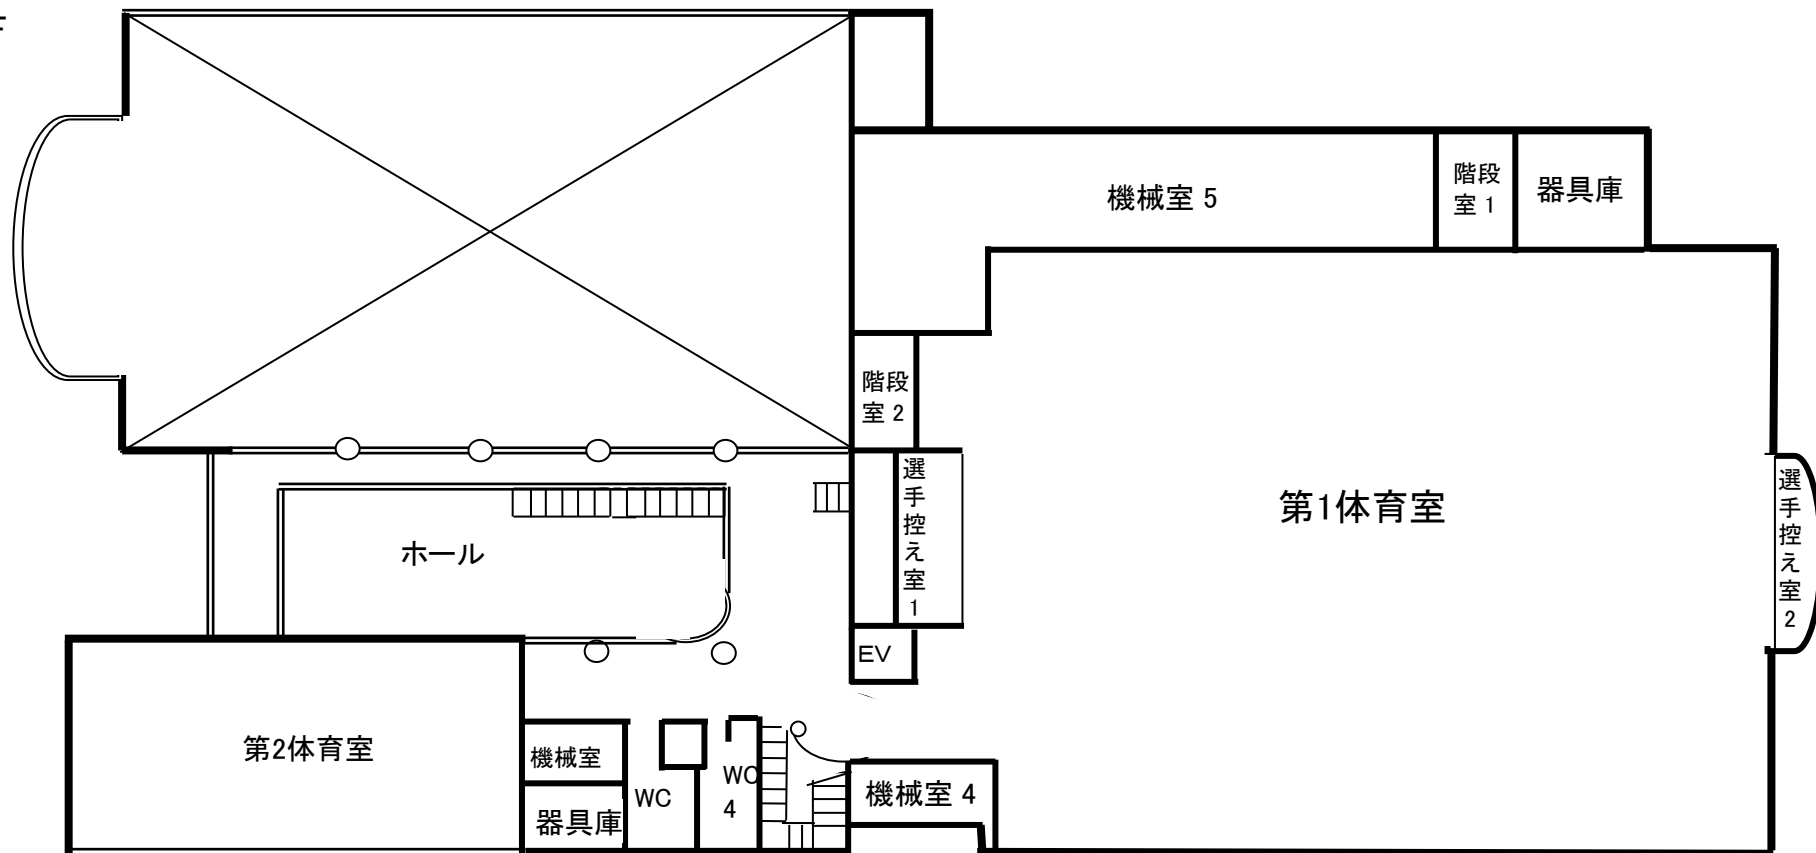 機械室 5
階段
室 1
器具庫
階段
室 2
選手控え室1
第1体育室
選手控え室2
ホール
EV
第2体育室
機械室
WC
4
WC
機械室 4
器具庫